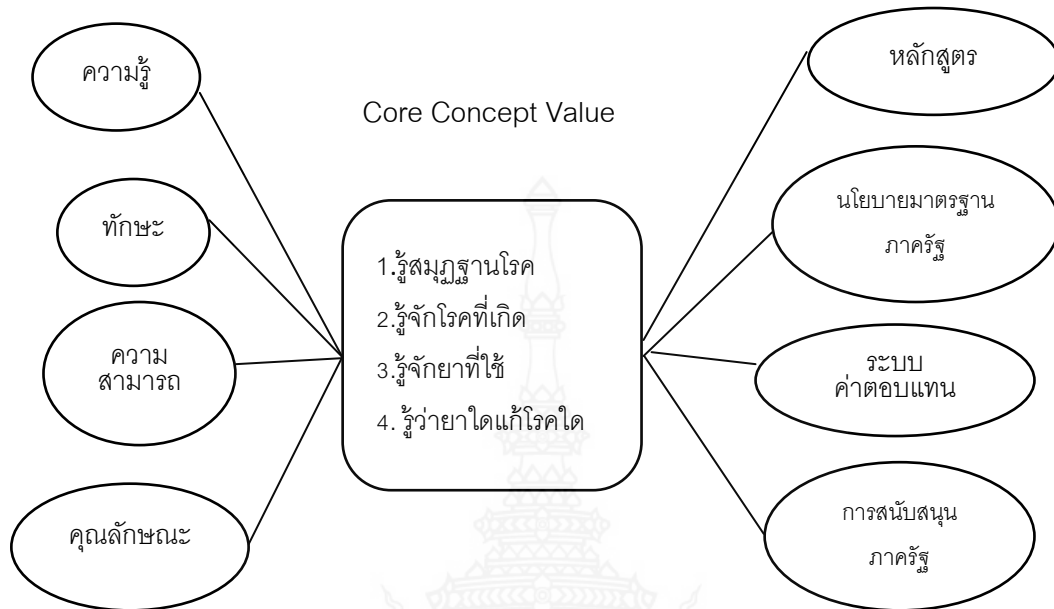 ความรู้
ทักษะ
ความ
สามารถ
คุณลักษณะ
Core Concept Value
1.รู้สมุฏฐานโรค
2.รู้จักโรคที่เกิด
3.รู้จักยาที่ใช้
4. รู้ว่ายาใดแก้โรคใด
หลักสูตร
นโยบายมาตรฐาน
ภาครัฐ
ระบบ
ค่าตอบแทน
การสนับสนุน
ภาครัฐ